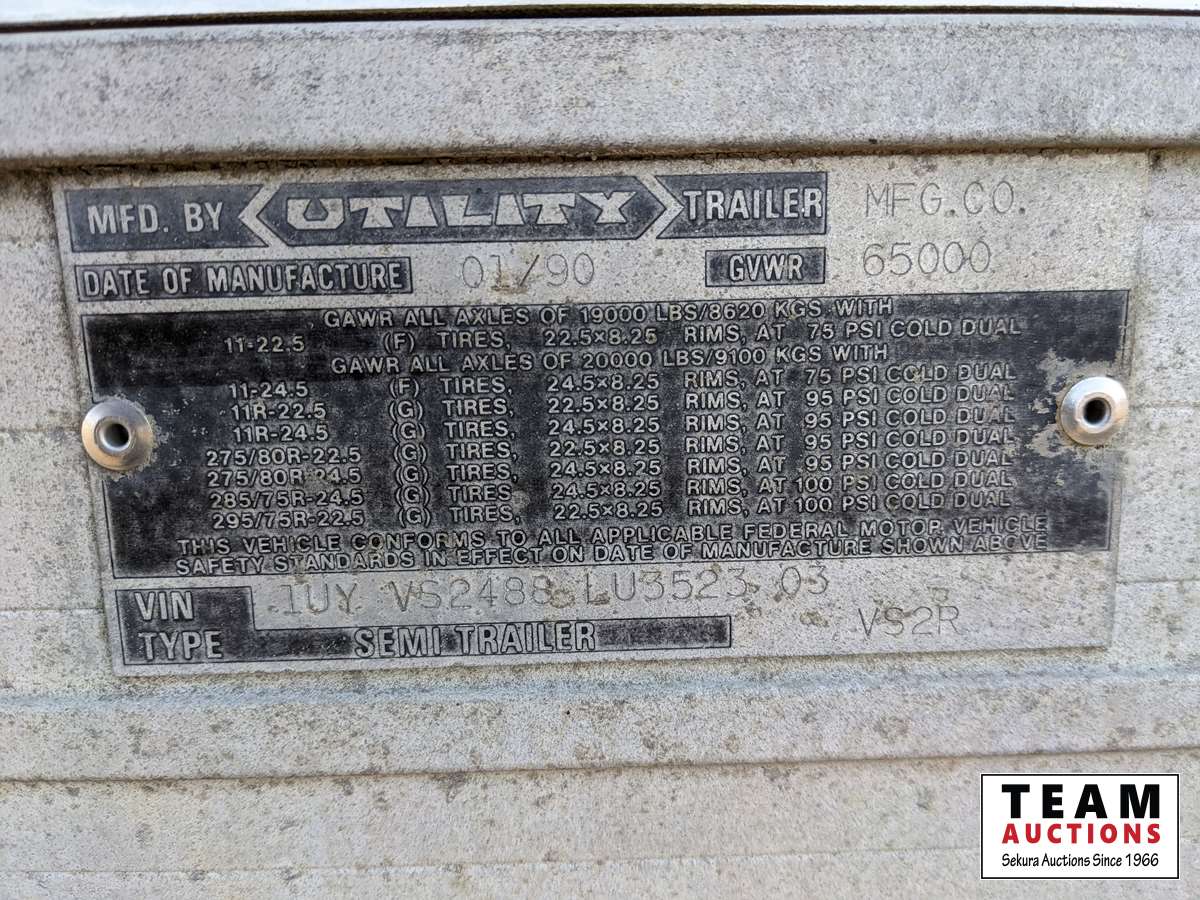 MFD. BY UTILITY TRAILER MFG.CO.
DATE OF MANUFACTURE 01/90 GVWR 65000
GAWR ALL AXLES OF 19000 LBS/8620 KGS WITH
11-22.5 (F) TIRES, 22.5×8.25 RIMS, AT 75 PSI COLD DUAL
GAWR ALL AXLES OF 20000 LBS/9100 KGS WITH
11-24.5 (F) TIRES, 24.5×8.25 RIMS, AT 75 PSI COLD DUAL
11R-22.5 (G) TIRES, 22.5×8.25 RIMS, AT 95 PSI COLD DUAL
11R-24.5 (G) TIRES, 24.5×8.25 RIMS, AT 95 PSI COLD DUAL
275/80R-22.5 (G) TIRES, 22.5×8.25 RIMS, AT 95 PSI COLD DUAL
275/80R-24.5 (G) TIRES, 24.5×8.25 RIMS, AT 95 PSI COLD DUAL
285/75R-24.5 (G) TIRES, 24.5×8.25 RIMS, AT 100 PSI COLD DUAL
295/75R-22.5 (G) TIRES, 22.5×8.25 RIMS, AT 100 PSI COLD DUAL
THIS VEHICLE CONFORMS TO ALL APPLICABLE FEDERAL MOTOR VEHICLE
SAFETY STANDARDS IN EFFECT ON DATE OF MANUFACTURE SHOWN ABOVE
VIN 1UY VS2488 LU3523 03
TYPE SEMI TRAILER VS2R
TEAM
AUCTIONS
Sekura Auctions Since 1966